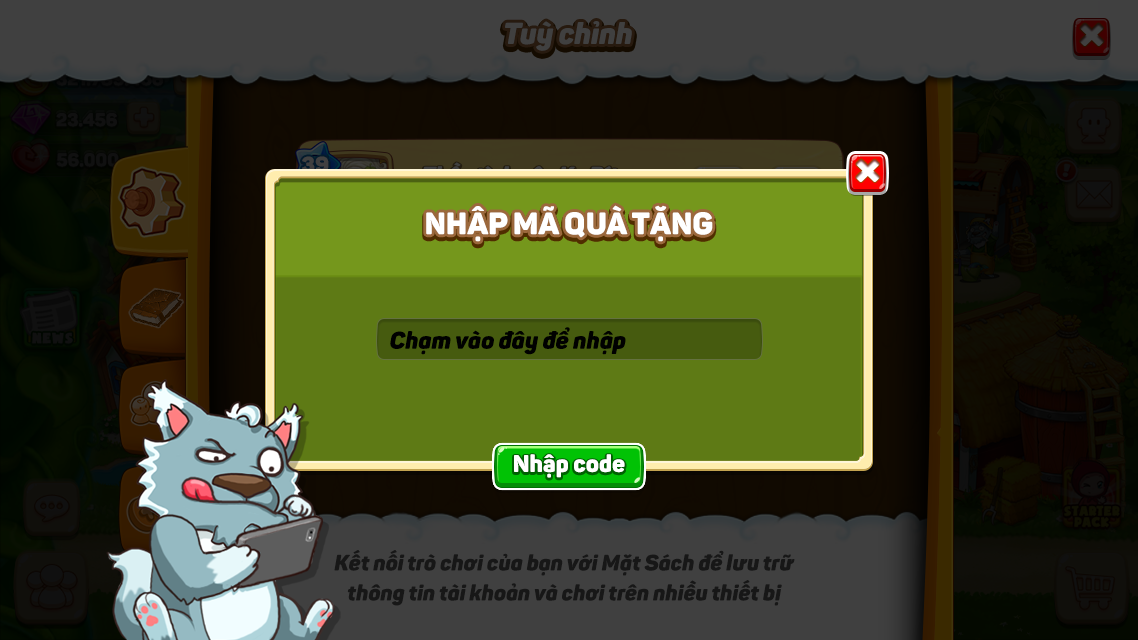 Tuỳ chỉnh
23.456
56.000
39
NHẬP MÃ QUÀ TẶNG
Chạm vào đây để nhập
Nhập code
NEWS
STARTER
PACK
Kết nối trò chơi của bạn với Mặt Sách để lưu trữ
thông tin tài khoản và chơi trên nhiều thiết bị